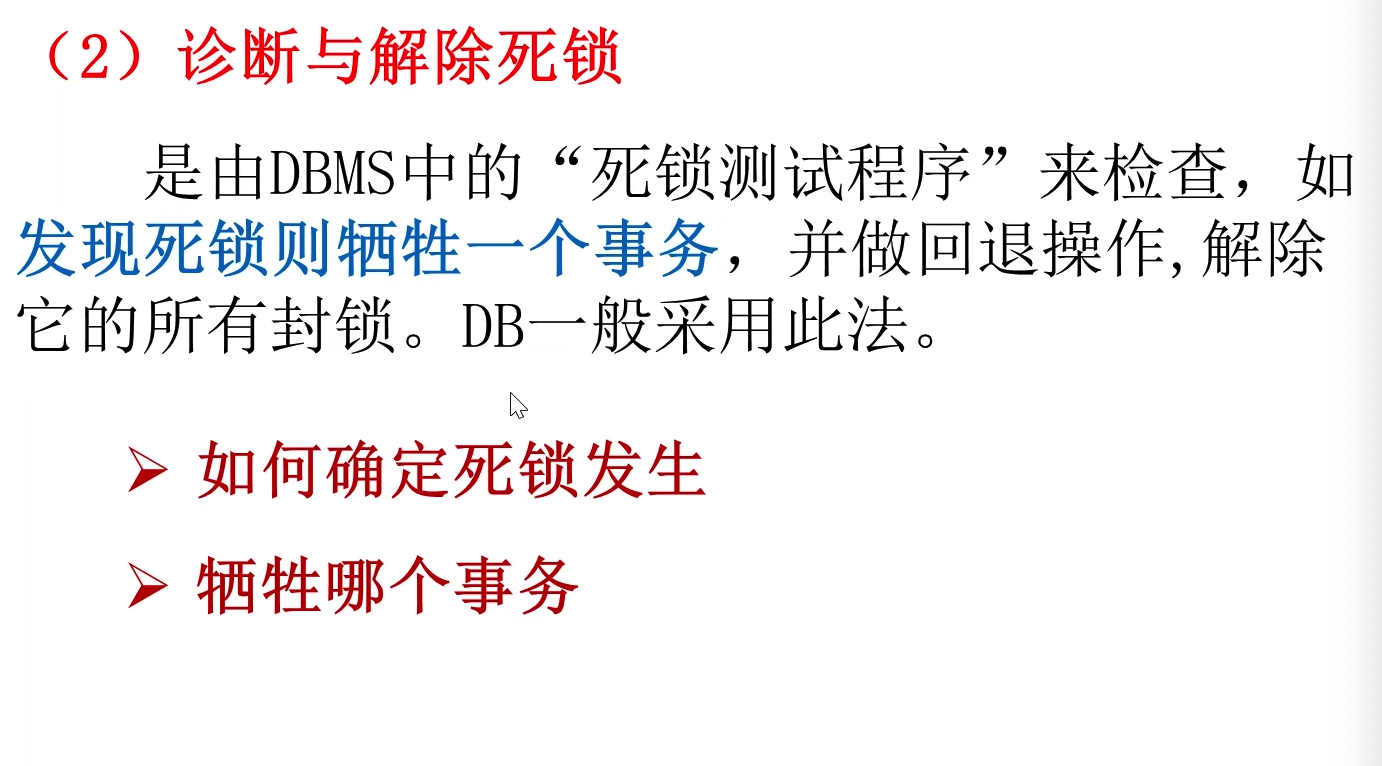 （2）诊断与解除死锁
是由DBMS中的“死锁测试程序”来检查，如
发现死锁则牺牲一个事务，并做回退操作,解除
它的所有封锁。DB一般采用此法。
➢ 如何确定死锁发生
➢ 牺牲哪个事务